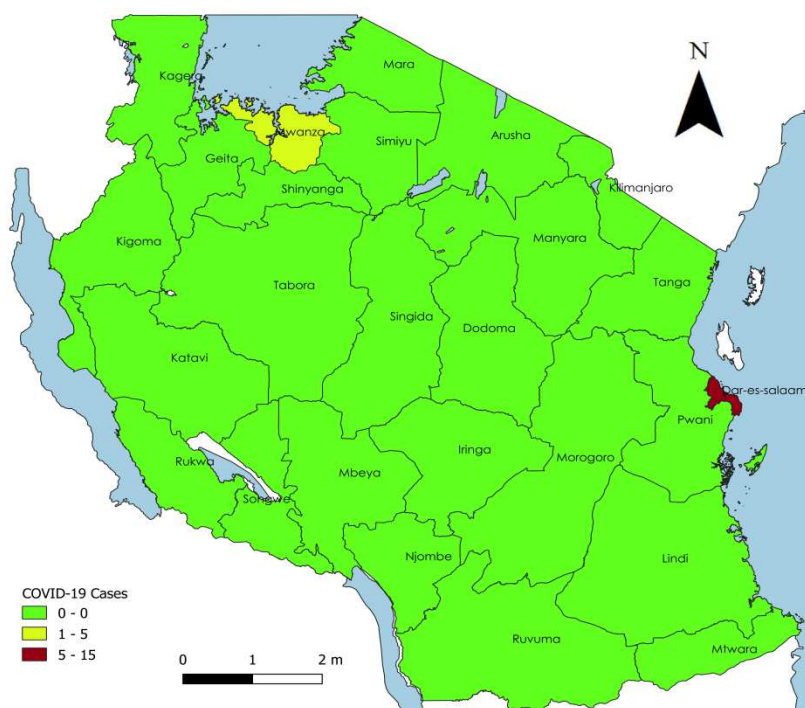 N
Mara
Kagera
Mwanza
Simiyu
Arusha
Geita
Shinyanga
Kilimanjaro
Kigoma
Manyara
Tanga
Tabora
Singida
Dodoma
Katavi
Dar-es-salaam
Pwani
Iringa
Morogoro
Rukwa
Mbeya
Songwe
Njombe
Lindi
COVID-19 Cases
0 - 0
1 - 5
5 - 15
Ruvuma
Mtwara
0 1 2 m